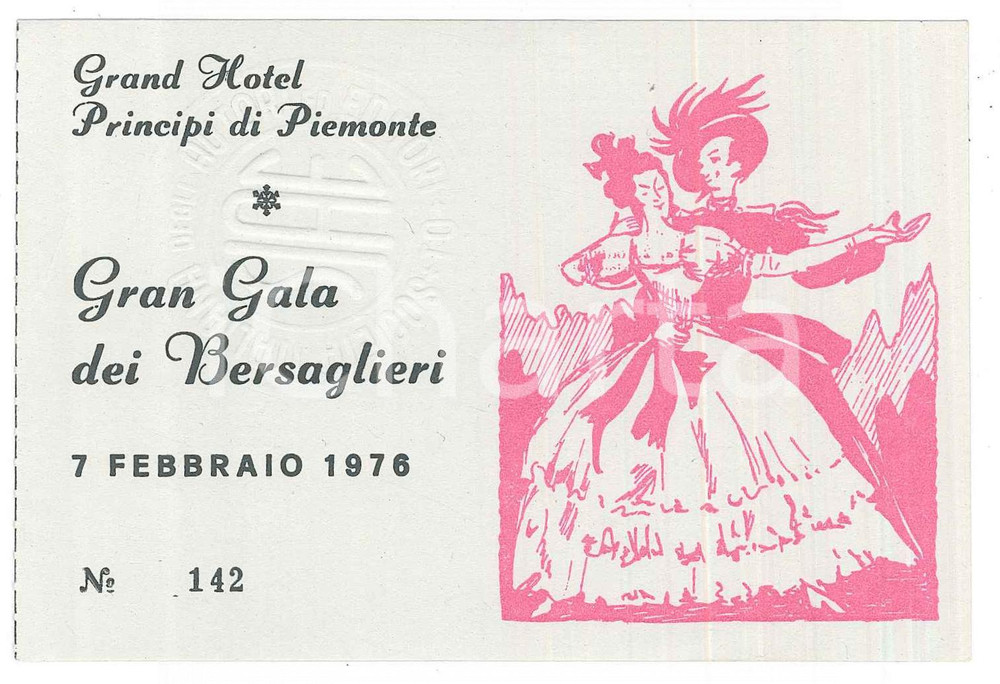 Grand Hotel
Principi di Piemonte
Gran Gala
dei Bersaglieri
7 FEBBRAIO 1976
№ 142